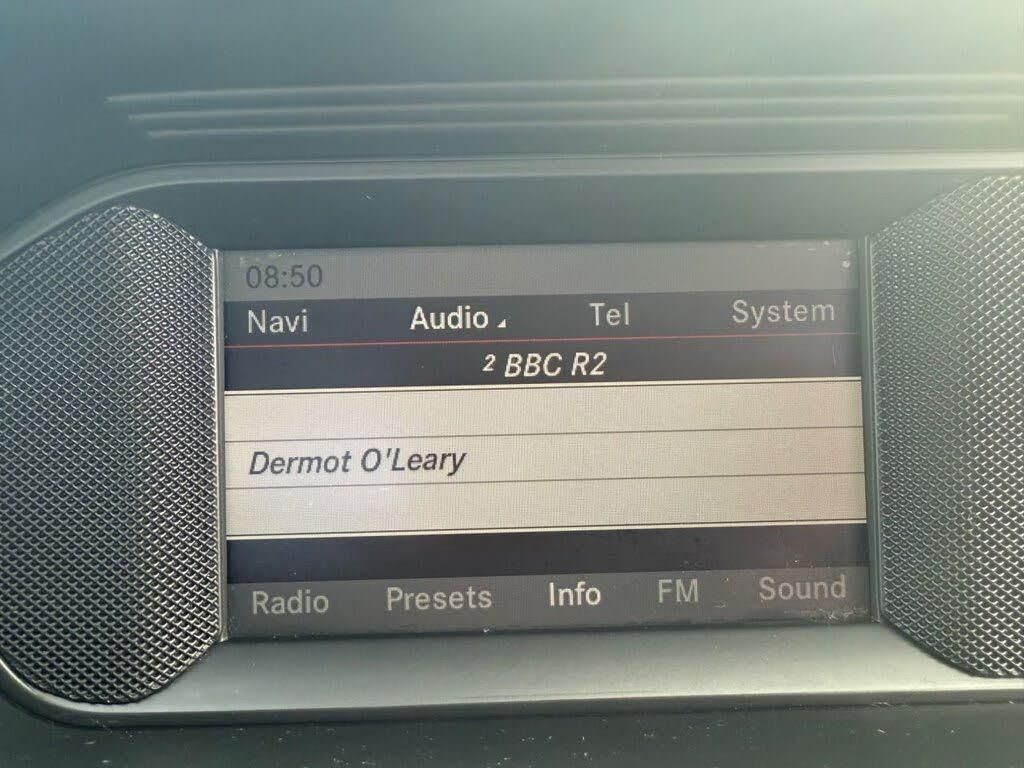 08:50
Navi Audio Tel System
2 BBC R2
Dermot O'Leary
Radio Presets Info FM Sound